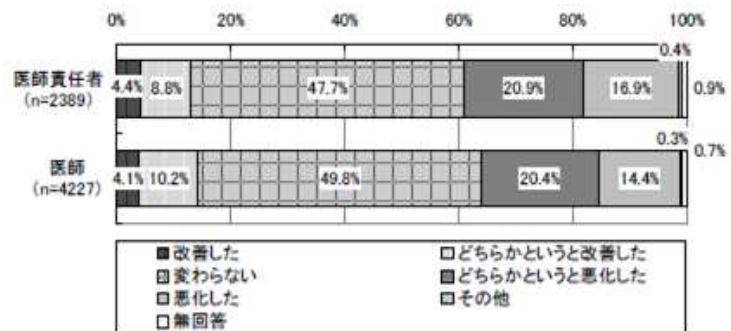 0% 20% 40% 60% 80% 100%
0.4%
医師責任者
(n=2389)
4.4% 8.8% 47.7% 20.9% 16.9% 0.9%
0.3%
0.7%
医師
(n=4227)
4.1% 10.2% 49.8% 20.4% 14.4%
改善した どちらかというと改善した
変わらない どちらかというと悪化した
悪化した その他
無回答